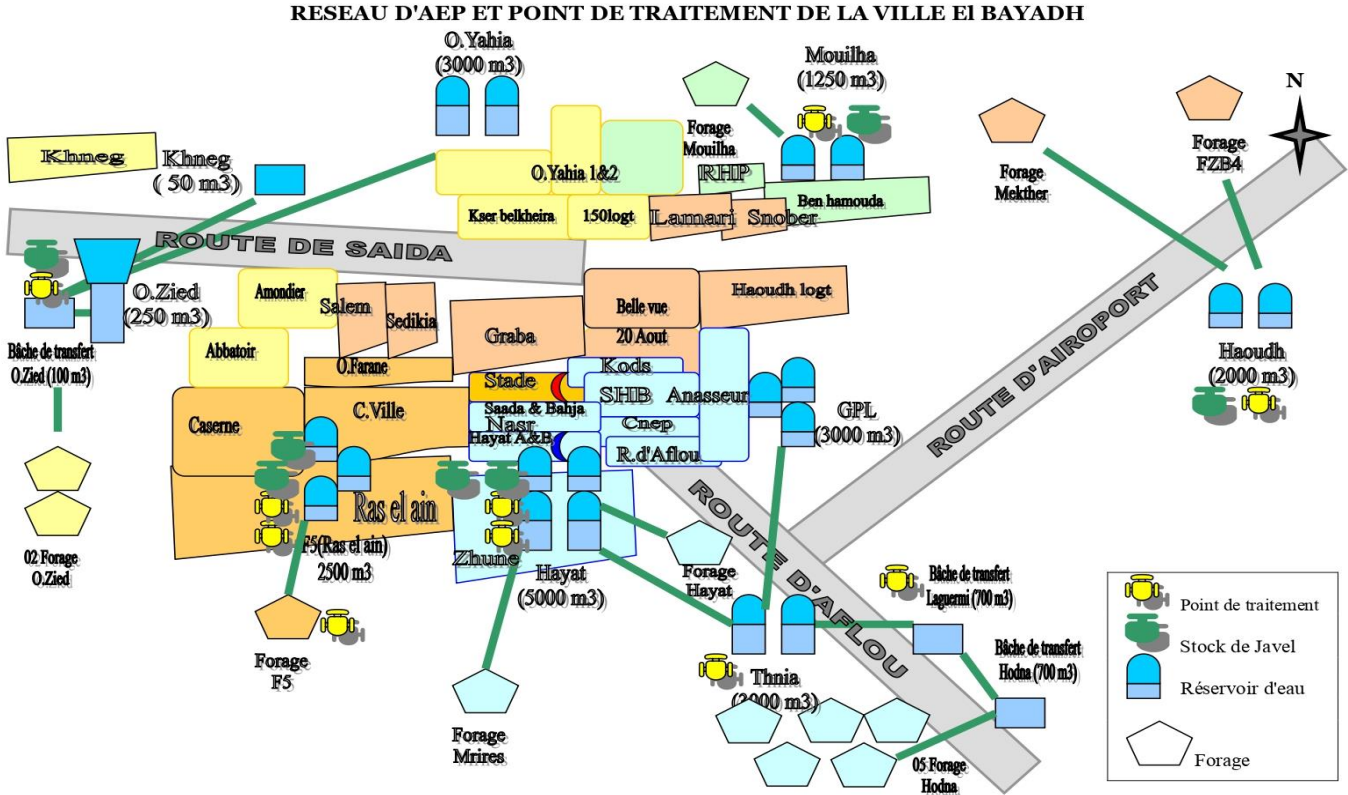 RESEAU D'AEP ET POINT DE TRAITEMENT DE LA VILLE El BAYADH
O.Yahia
(3000 m3)
Mouilha
(1250 m3)
N
Khneg
Khneg
( 50 m3)
Forage
Mouilha
Forage
Mekther
Forage
FZB4
O.Yahia 1&2
RHP
Ben hamouda
Kser belkheira
150logt
Lamari
Snober
ROUTE DE SAIDA
O.Zied
(250 m3)
Bâche de transfert
O.Zied (100 m3)
Amondier
Salem
Sedikia
Graba
Belle vue
20 Aout
Haoudh logt
ROUTE D'AIROPORT
Haoudh
(2000 m3)
Abbatoir
O.Farane
Kods
Stade
SHB
Anasseur
Caserne
C.Ville
Saada & Bahja
Nasr
Cnep
Hayat A&B
R.d'Aflou
GPL
(3000 m3)
Ras el ain
F5(Ras el ain)
2500 m3
Zhune
Hayat
(5000 m3)
Forage
Hayat
ROUTE D'AFLOU
02 Forage
O.Zied
Forage
F5
Forage
Mrires
Thnia
Bâche de transfert
Laguermi (700 m3)
Bâche de transfert
Hodna (700 m3)
05 Forage
Hodna
Point de traitement
Stock de Javel
Réservoir d'eau
Forage